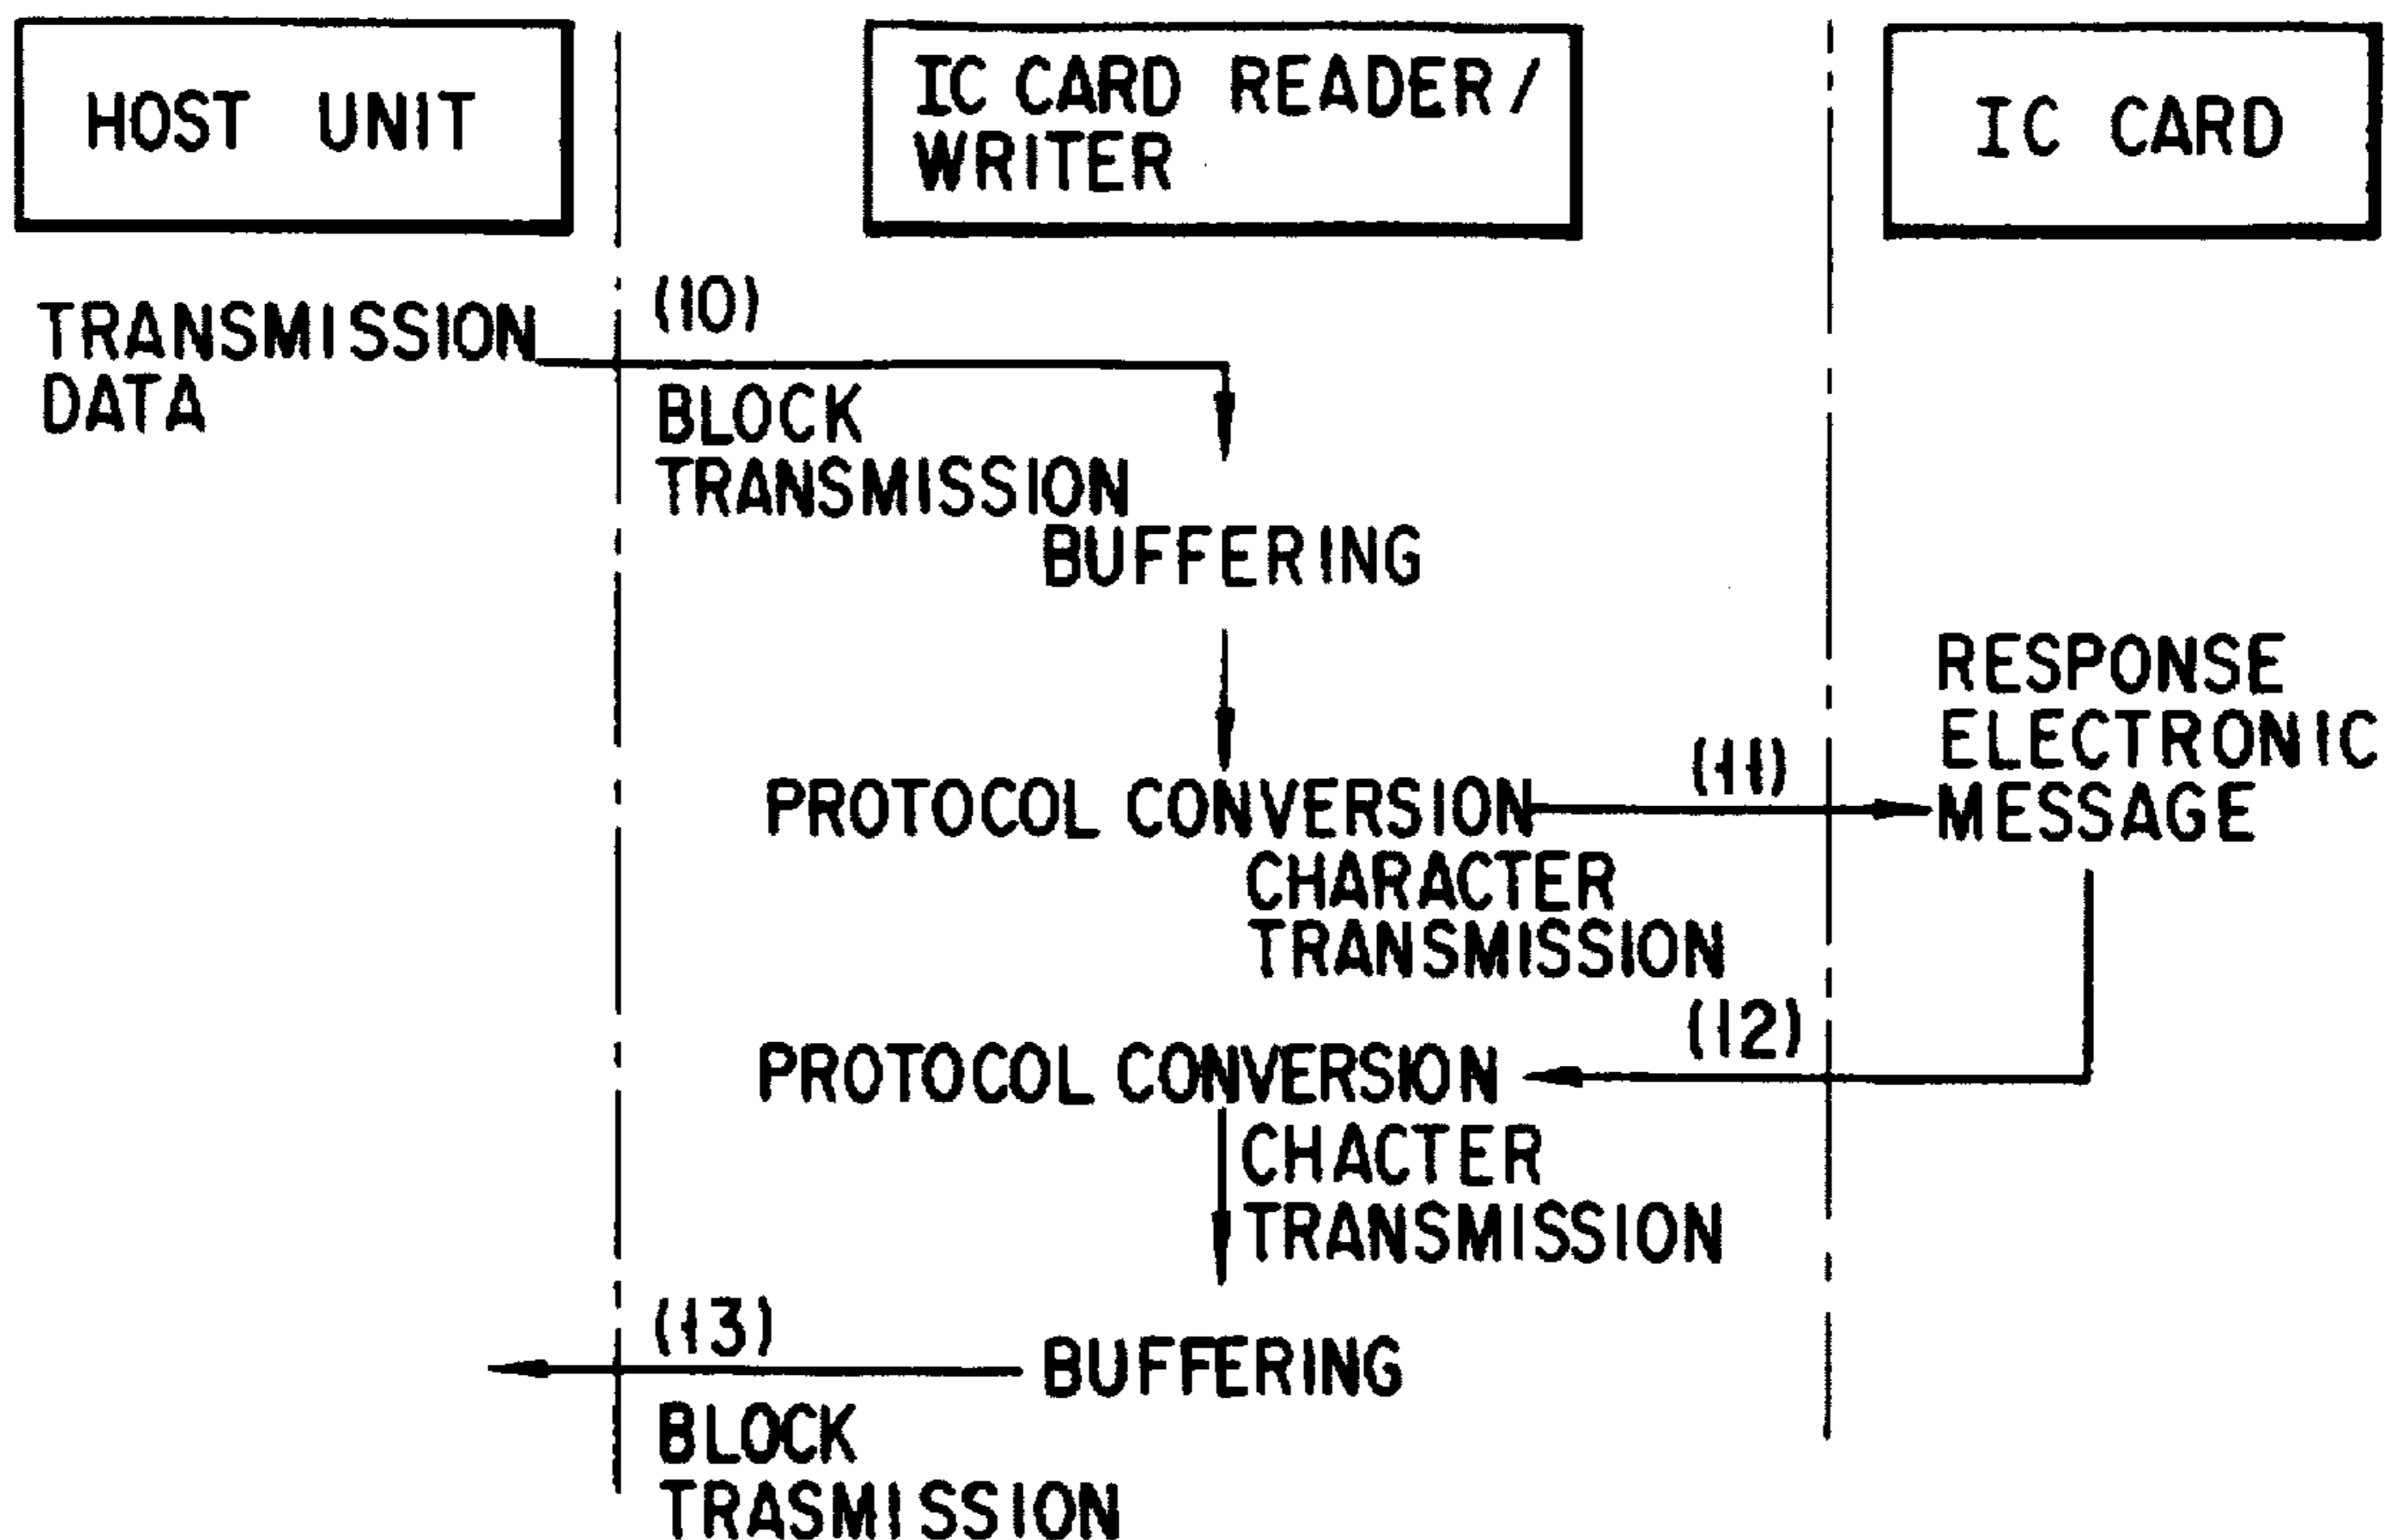 HOST UNIT
IC CARD READER/
WRITER
IC CARD
TRANSMISSION
DATA
(10)
BLOCK
TRANSMISSION
BUFFERING
PROTOCOL CONVERSION
(11)
CHARACTER
TRANSMISSION
RESPONSE
ELECTRONIC
MESSAGE
(12)
PROTOCOL CONVERSION
CHACTER
TRANSMISSION
(13)
BUFFERING
BLOCK
TRASMISSION